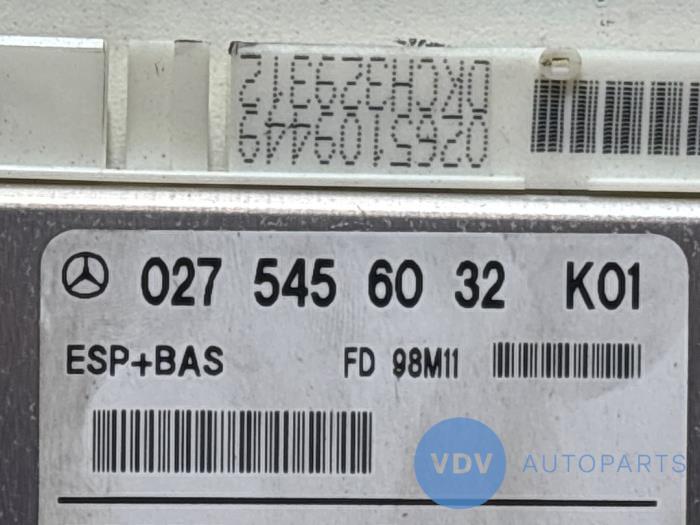 0265109449
DKCH329312
027 545 60 32 K01
ESP+BAS FD 98M11
VDV AUTOPARTS